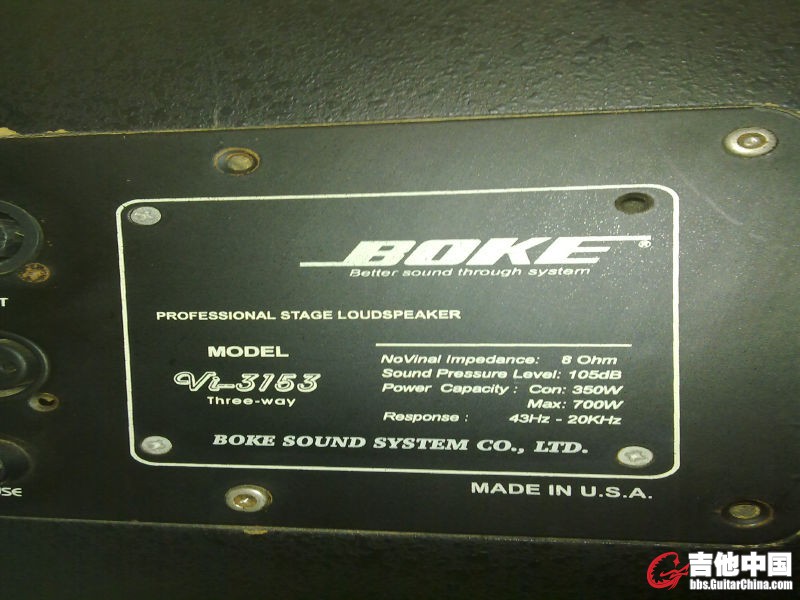 BOKE®
Better sound through system
PROFESSIONAL STAGE LOUDSPEAKER
MODEL
VL-3153
Three-way
NoVinal Impedance: 8 Ohm
Sound Pressure Level: 105dB
Power Capacity: Con: 350W
Max: 700W
Response: 43Hz - 20KHz
BOKE SOUND SYSTEM CO., LTD.
MADE IN U.S.A.
吉他中国
bbs.GuitarChina.com